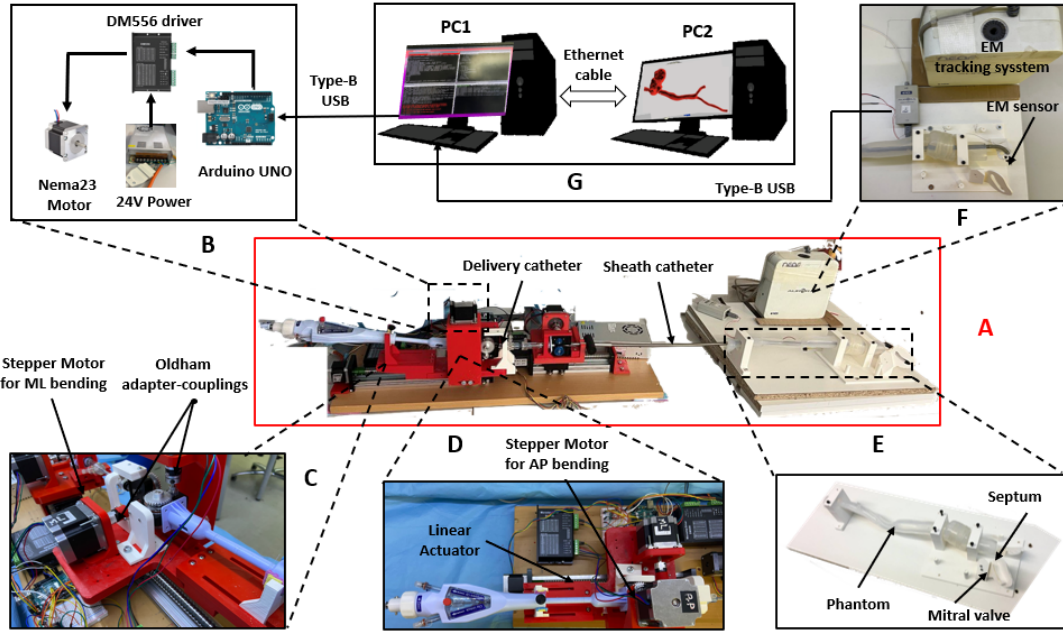 DM556 driver
Nema23
Motor
24V Power
Arduino UNO
B
Type-B
USB
PC1
PC2
Ethernet
cable
G
Type-B USB
EM
tracking sysstem
EM sensor
F
A
Delivery catheter
Sheath catheter
Stepper Motor
for ML bending
Oldham
adapter-couplings
C
ML
D
Stepper Motor
for AP bending
Linear
Actuator
AP
E
Septum
Phantom
Mitral valve